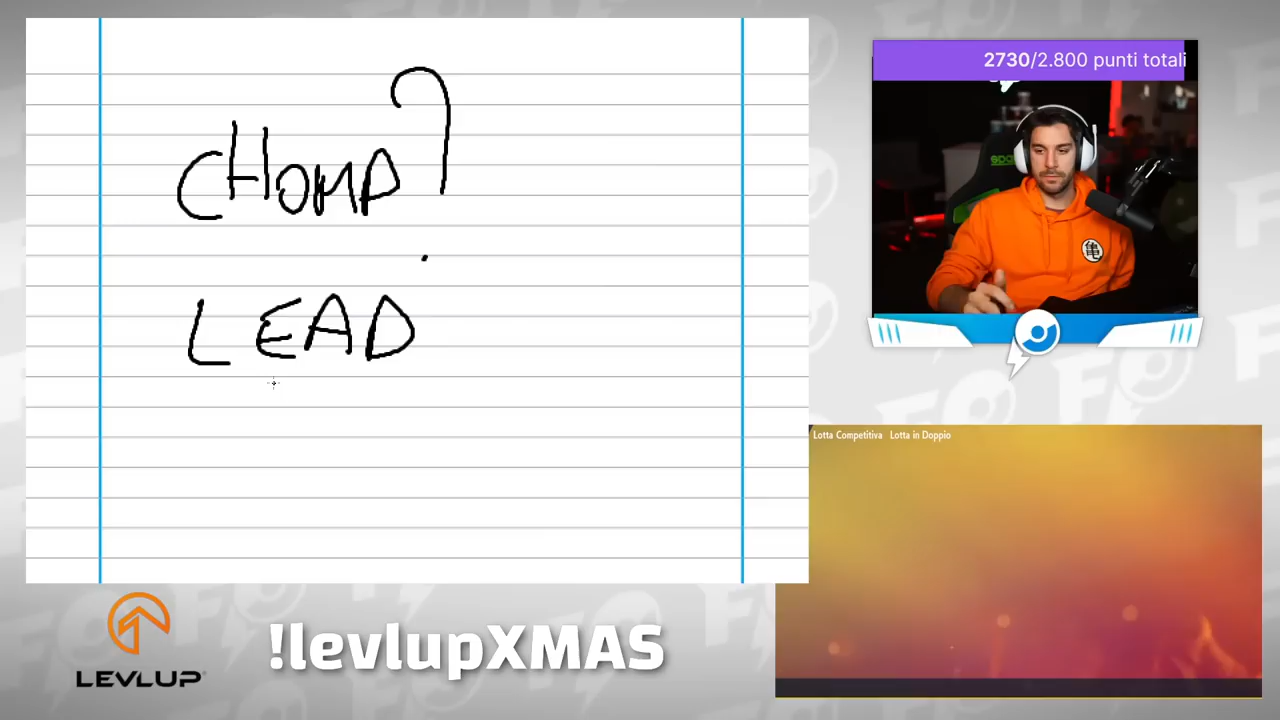 CHOMP?
LEAD
2730/2.800 punti totali
Lotta Competitiva Lotta in Doppio
LEVLUP
!levlupXMAS